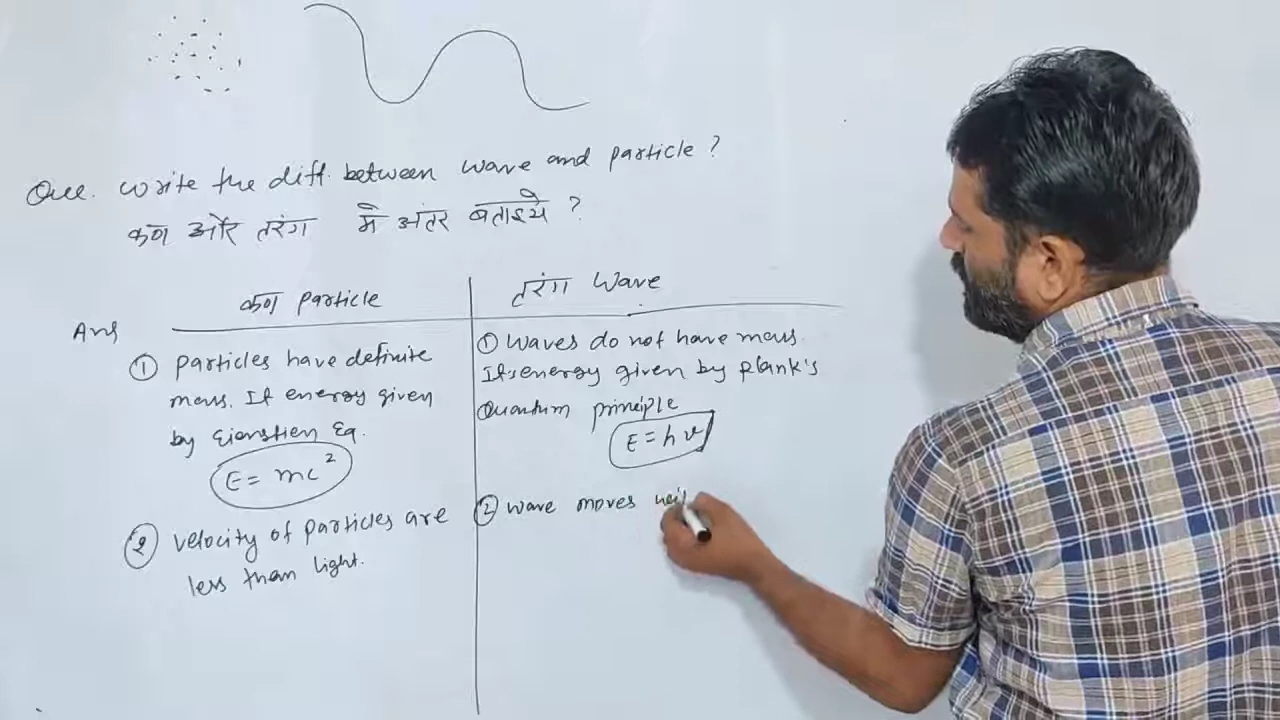 Que. Write the diff. between wave and particle ?
कण और तरंग में अंतर बताइये ?
कण particle
तरंग Wave
Ans
① particles have definite
mass. It energy given
by Eienstien Eq.
E = mc²
② velocity of particles are
less than light.
① Waves do not have mass.
Its energy given by plank's
Quantum principle
E = hν
② Wave moves